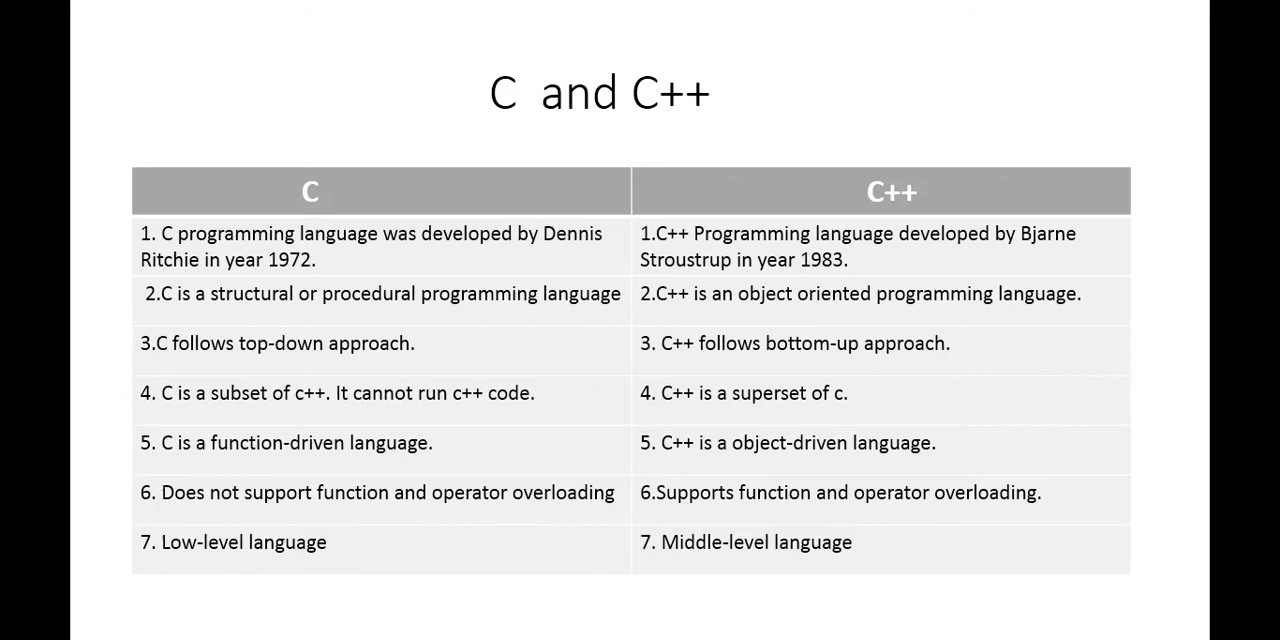 C and C++
C
C++
1. C programming language was developed by Dennis
Ritchie in year 1972.
1.C++ Programming language developed by Bjarne
Stroustrup in year 1983.
2.C is a structural or procedural programming language
2.C++ is an object oriented programming language.
3.C follows top-down approach.
3. C++ follows bottom-up approach.
4. C is a subset of c++. It cannot run c++ code.
4. C++ is a superset of c.
5. C is a function-driven language.
5. C++ is a object-driven language.
6. Does not support function and operator overloading
6.Supports function and operator overloading.
7. Low-level language
7. Middle-level language